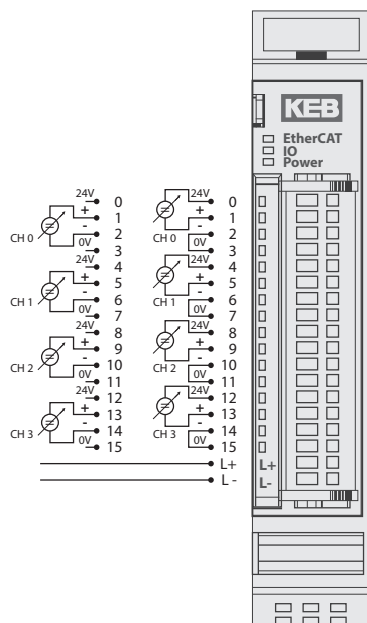 KEB
EtherCAT
IO
Power
24V 0 24V 0
+ 1 + 1
CH 0 - 2 CH 0 - 2
0V 3 0V 3
24V 4 24V 4
+ 5 + 5
CH 1 - 6 CH 1 - 6
0V 7 0V 7
24V 8 24V 8
+ 9 + 9
CH 2 - 10 CH 2 - 10
0V 11 0V 11
24V 12 24V 12
+ 13 + 13
CH 3 - 14 CH 3 - 14
0V 15 0V 15
L+ L+
L - L-